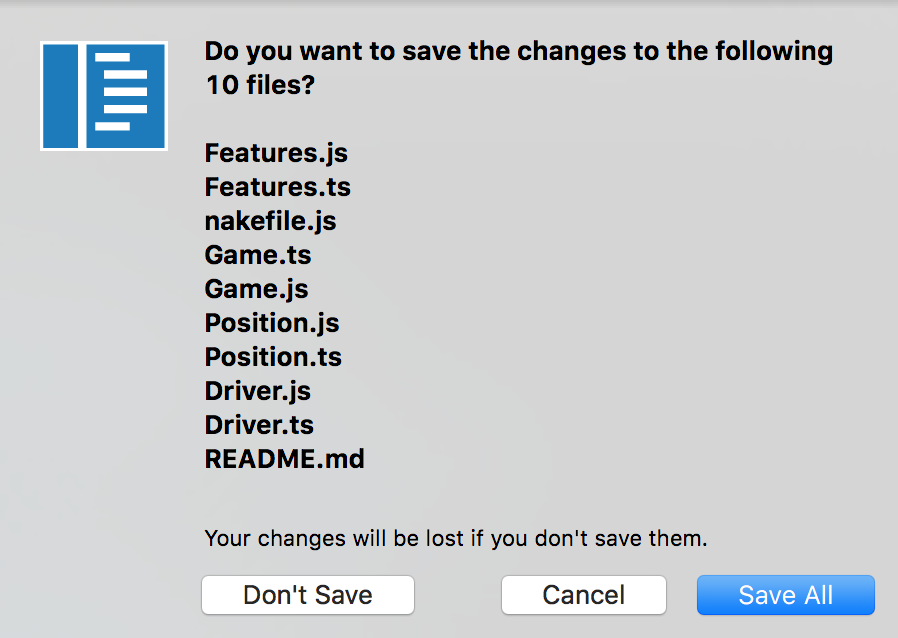 Do you want to save the changes to the following
10 files?
Features.js
Features.ts
nakefile.js
Game.ts
Game.js
Position.js
Position.ts
Driver.js
Driver.ts
README.md
Your changes will be lost if you don't save them.
Don't Save
Cancel
Save All